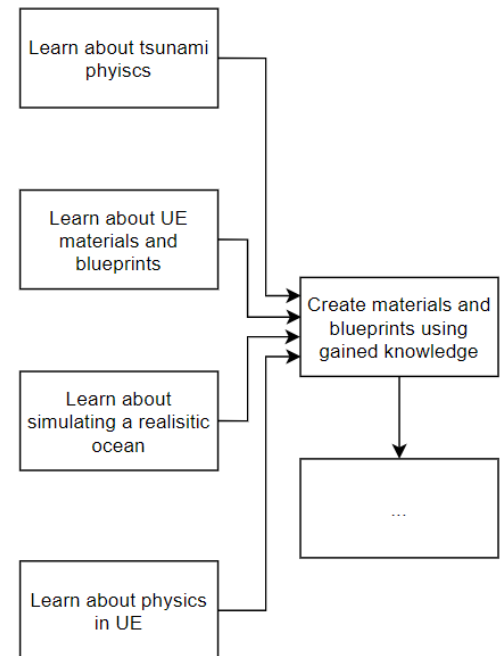 Learn about tsunami
phyiscs
Learn about UE
materials and
blueprints
Learn about
simulating a realisitic
ocean
Learn about physics
in UE
Create materials and
blueprints using
gained knowledge
...